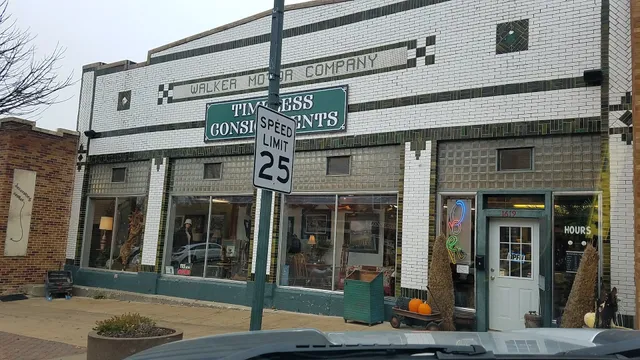 WALKER MOTOR COMPANY
TIMELESS
CONSIGNMENTS
SPEED
LIMIT
25
HOURS